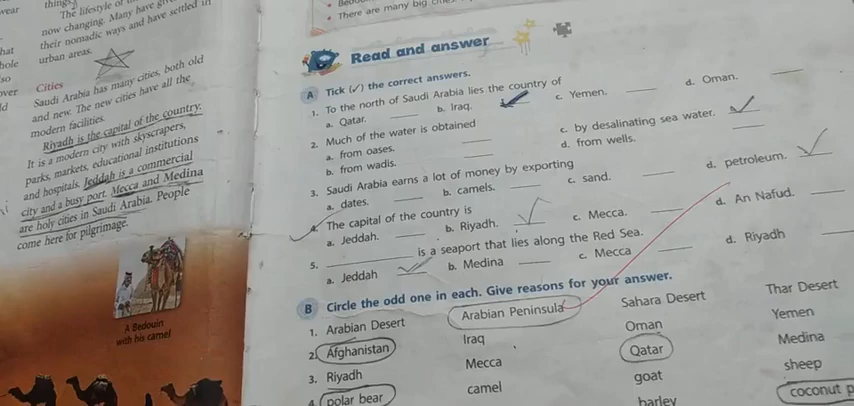 wear
things
The lifestyle of
now changing. Many have
their nomadic ways and have settled in
urban areas.
hat
hole
so
over
Cities
Saudi Arabia has many cities, both old
and new. The new cities have all the
modern facilities.
Riyadh is the capital of the country.
It is a modern city with skyscrapers,
parks, markets, educational institutions
and hospitals. Jeddah is a commercial
city and a busy port. Mecca and Medina
are holy cities in Saudi Arabia. People
come here for pilgrimage.
A Bedouin
with his camel
There are many big
Read and answer
A Tick (✓) the correct answers.
1. To the north of Saudi Arabia lies the country of
a. Qatar. b. Iraq. c. Yemen. d. Oman.
2. Much of the water is obtained
a. from oases. c. by desalinating sea water.
b. from wadis. d. from wells.
3. Saudi Arabia earns a lot of money by exporting
a. dates. b. camels. c. sand. d. petroleum.
4. The capital of the country is
a. Jeddah. b. Riyadh. c. Mecca. d. An Nafud.
5. is a seaport that lies along the Red Sea.
a. Jeddah b. Medina c. Mecca d. Riyadh
B Circle the odd one in each. Give reasons for your answer.
1. Arabian Desert Arabian Peninsula Sahara Desert Thar Desert
2. Afghanistan Iraq Oman Yemen
3. Riyadh Mecca Qatar Medina
4. polar bear camel goat sheep
barley coconut p